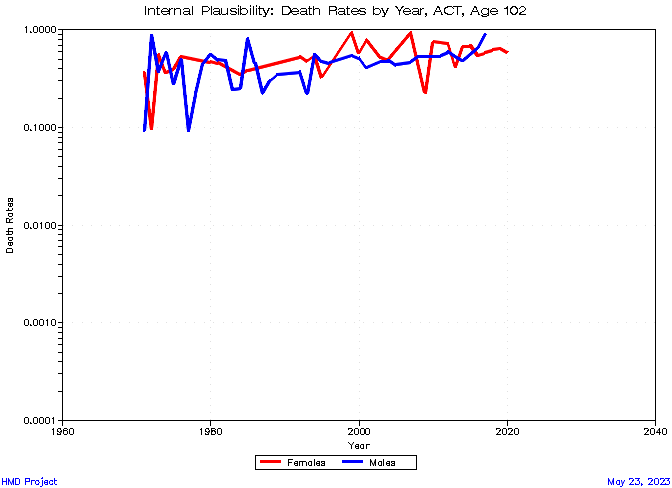 Internal Plausibility: Death Rates by Year, ACT, Age 102
1.0000
0.1000
0.0100
0.0010
0.0001
Death Rates
1960 1980 2000 2020 2040
Year
Females Males
HMD Project May 23, 2023